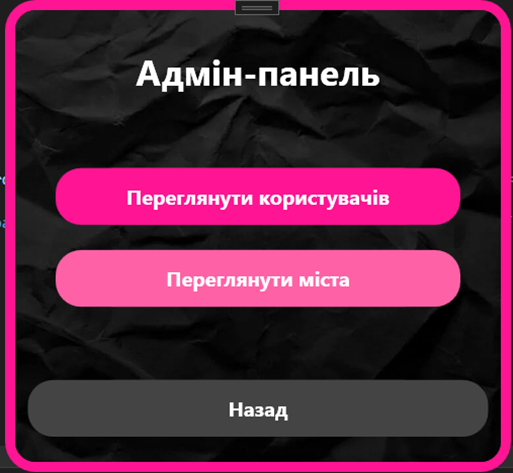 Адмін-панель
Переглянути користувачів
Переглянути міста
Назад